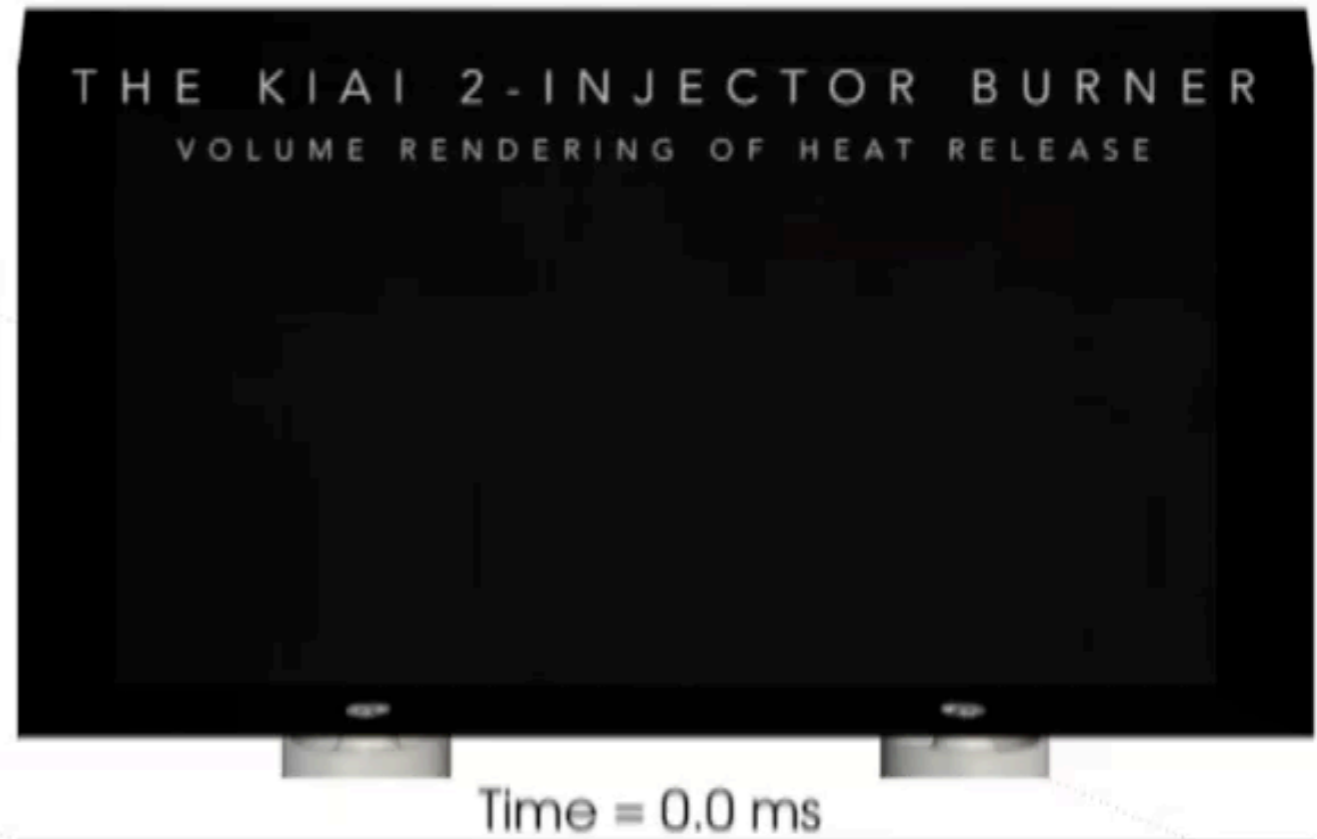 THE KIAI 2-INJECTOR BURNER
VOLUME RENDERING OF HEAT RELEASE
Time = 0.0 ms